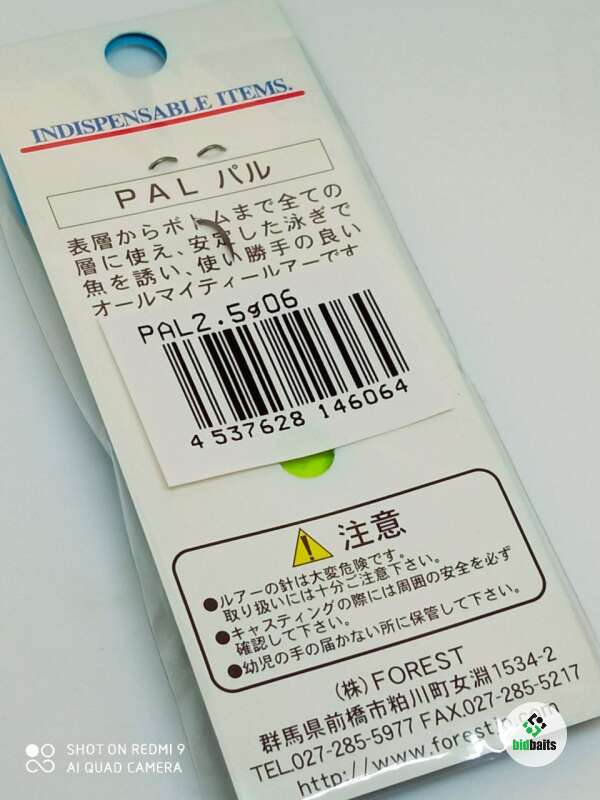 INDISPENSABLE ITEMS.
PAL パル
表層からボトムまで全ての
層に使え、安定した泳ぎで
魚を誘い、使い勝手の良い
オールマイティールアーです
PAL2.5g06
4 537628 146064
注意
●ルアーの針は大変危険です。
取り扱いには十分ご注意下さい。
●キャスティングの際には周囲の安全を必ず
確認して下さい。
●幼児の手の届かない所に保管して下さい。
(株) FOREST
群馬県前橋市粕川町女淵1534-2
TEL.027-285-5977 FAX.027-285-5217
http://www.forestjp.com
bidbaits
SHOT ON REDMI 9
AI QUAD CAMERA